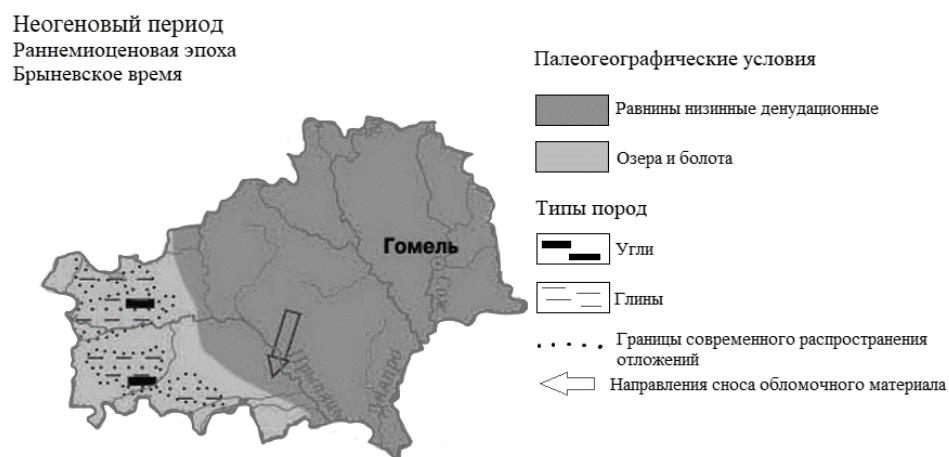 Неогеновый период
Раннемиоценовая эпоха
Брыневское время
Палеогеографические условия
Равнины низинные денудационные
Озера и болота
Типы пород
Угли
Глины
Границы современного распространения
отложений
Направления сноса обломочного материала
Гомель
Сож
Припять
Днепр